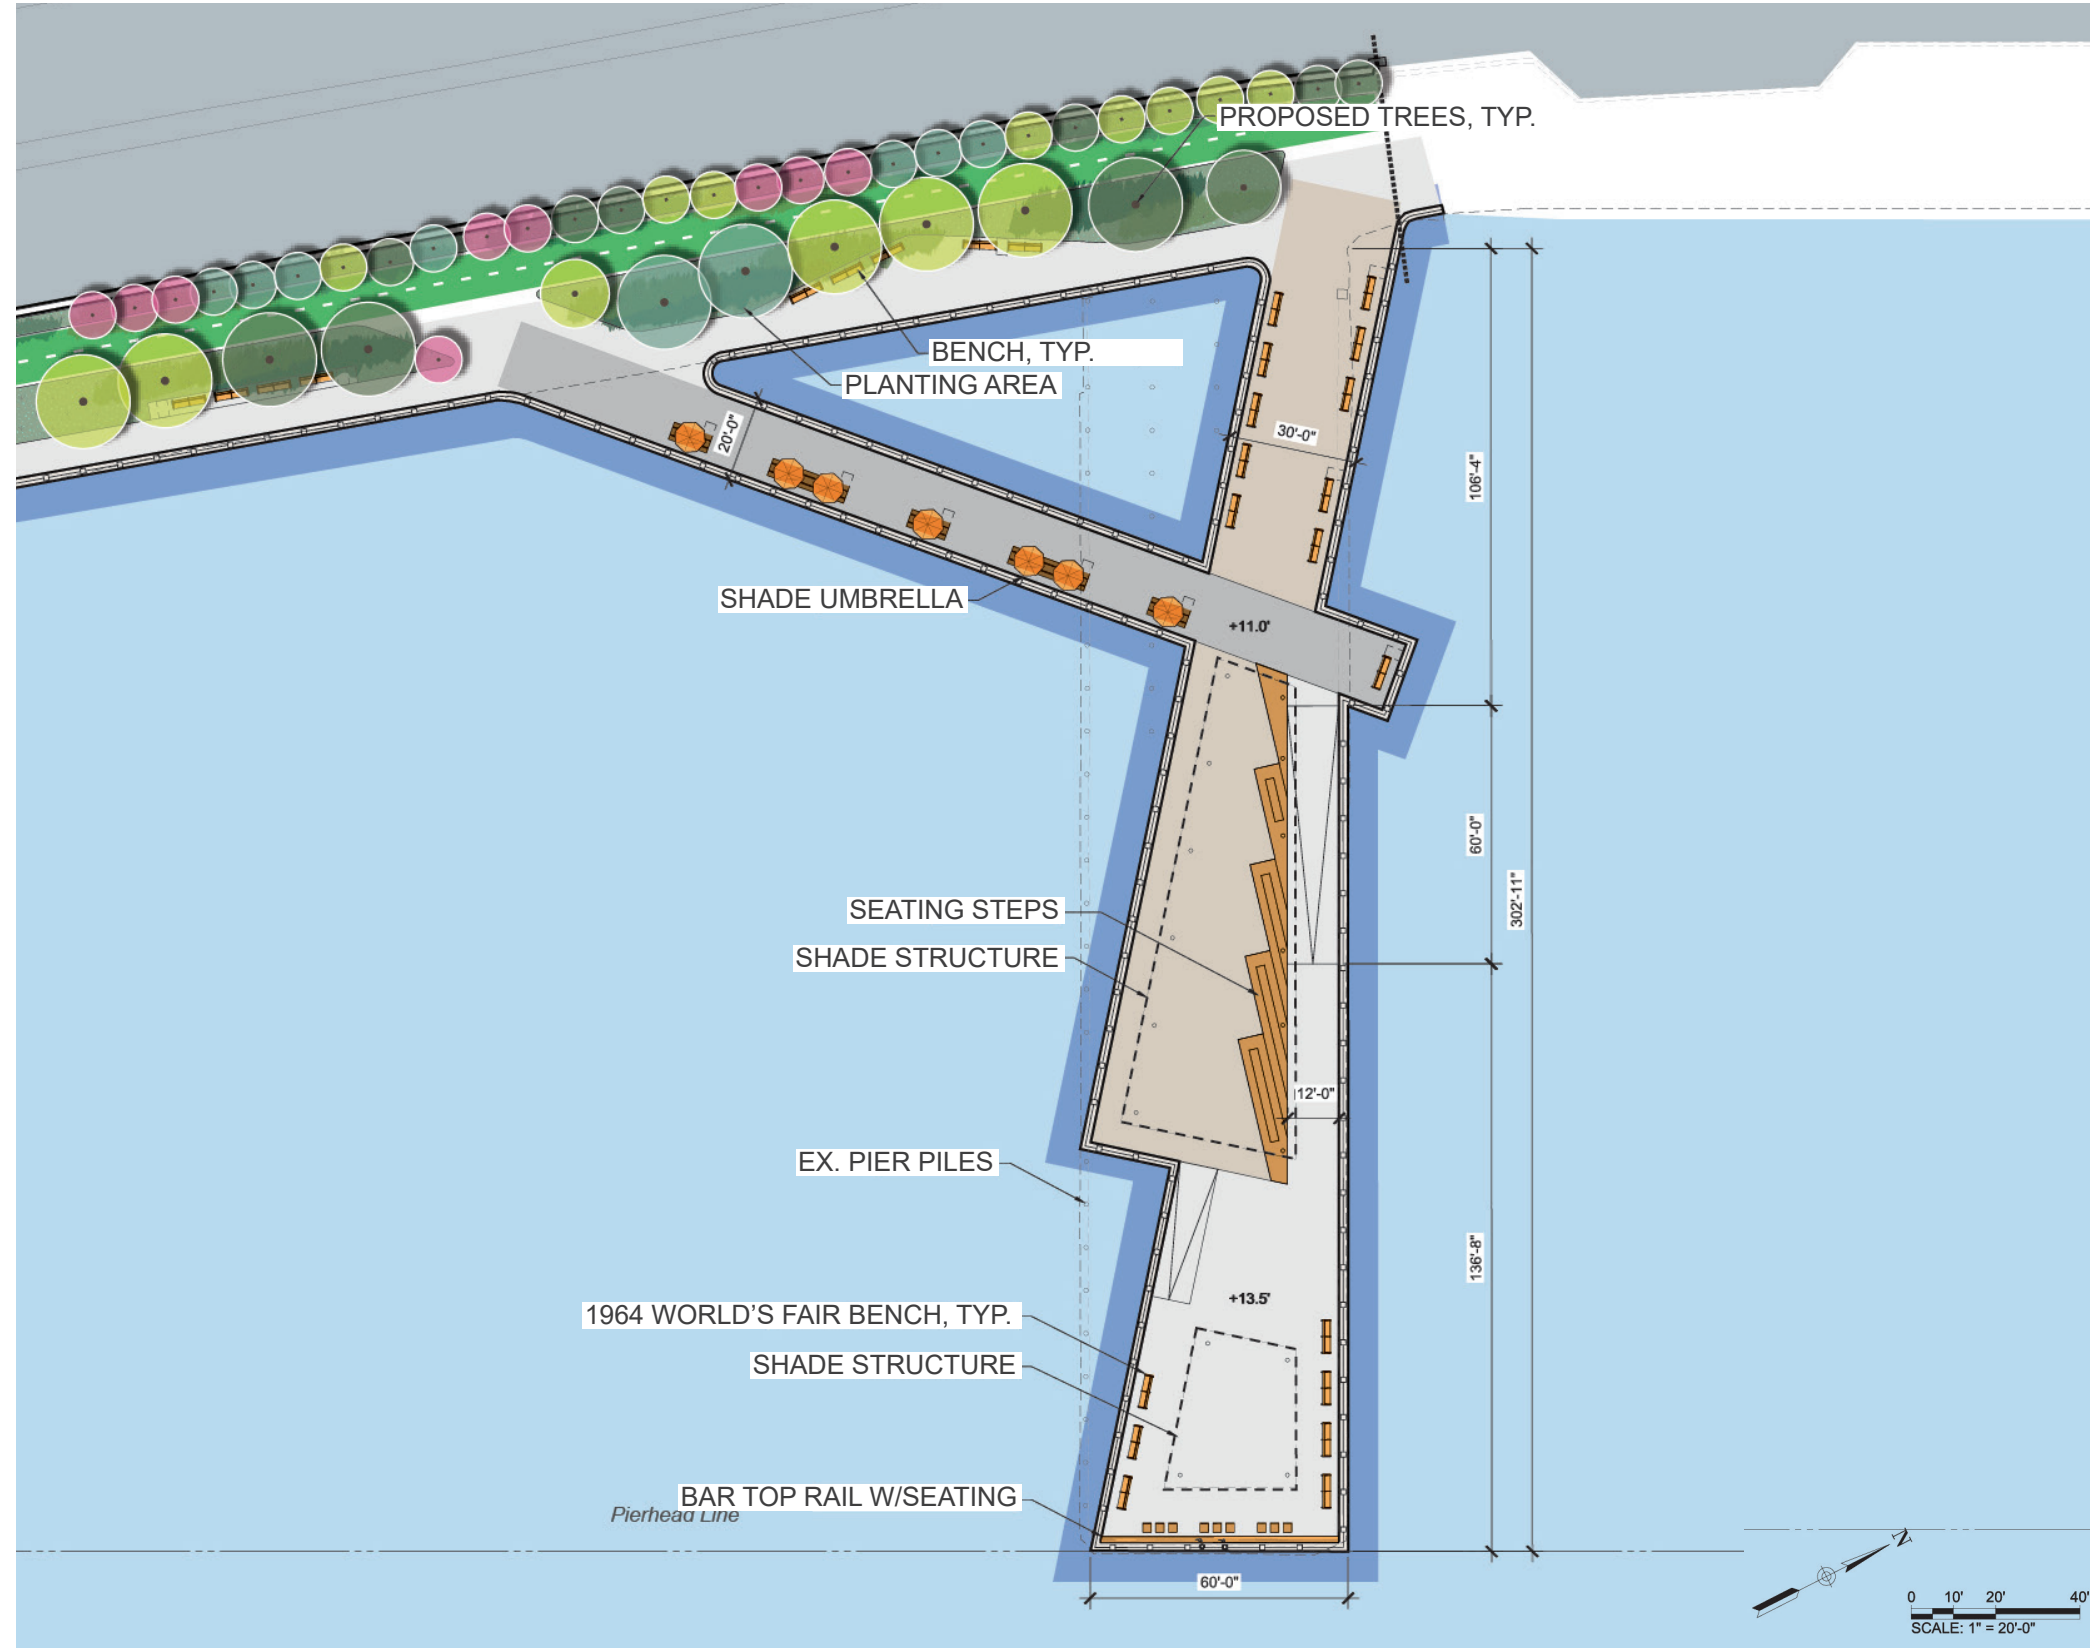 PROPOSED TREES, TYP.
BENCH, TYP.
PLANTING AREA
20'-0"
30'-0"
106'-4"
SHADE UMBRELLA
+11.0'
60'-0"
302'-11"
SEATING STEPS
SHADE STRUCTURE
12'-0"
EX. PIER PILES
136'-8"
+13.5'
1964 WORLD'S FAIR BENCH, TYP.
SHADE STRUCTURE
BAR TOP RAIL W/SEATING
Pierhead Line
60'-0"
N
0 10' 20' 40'
SCALE: 1" = 20'-0"